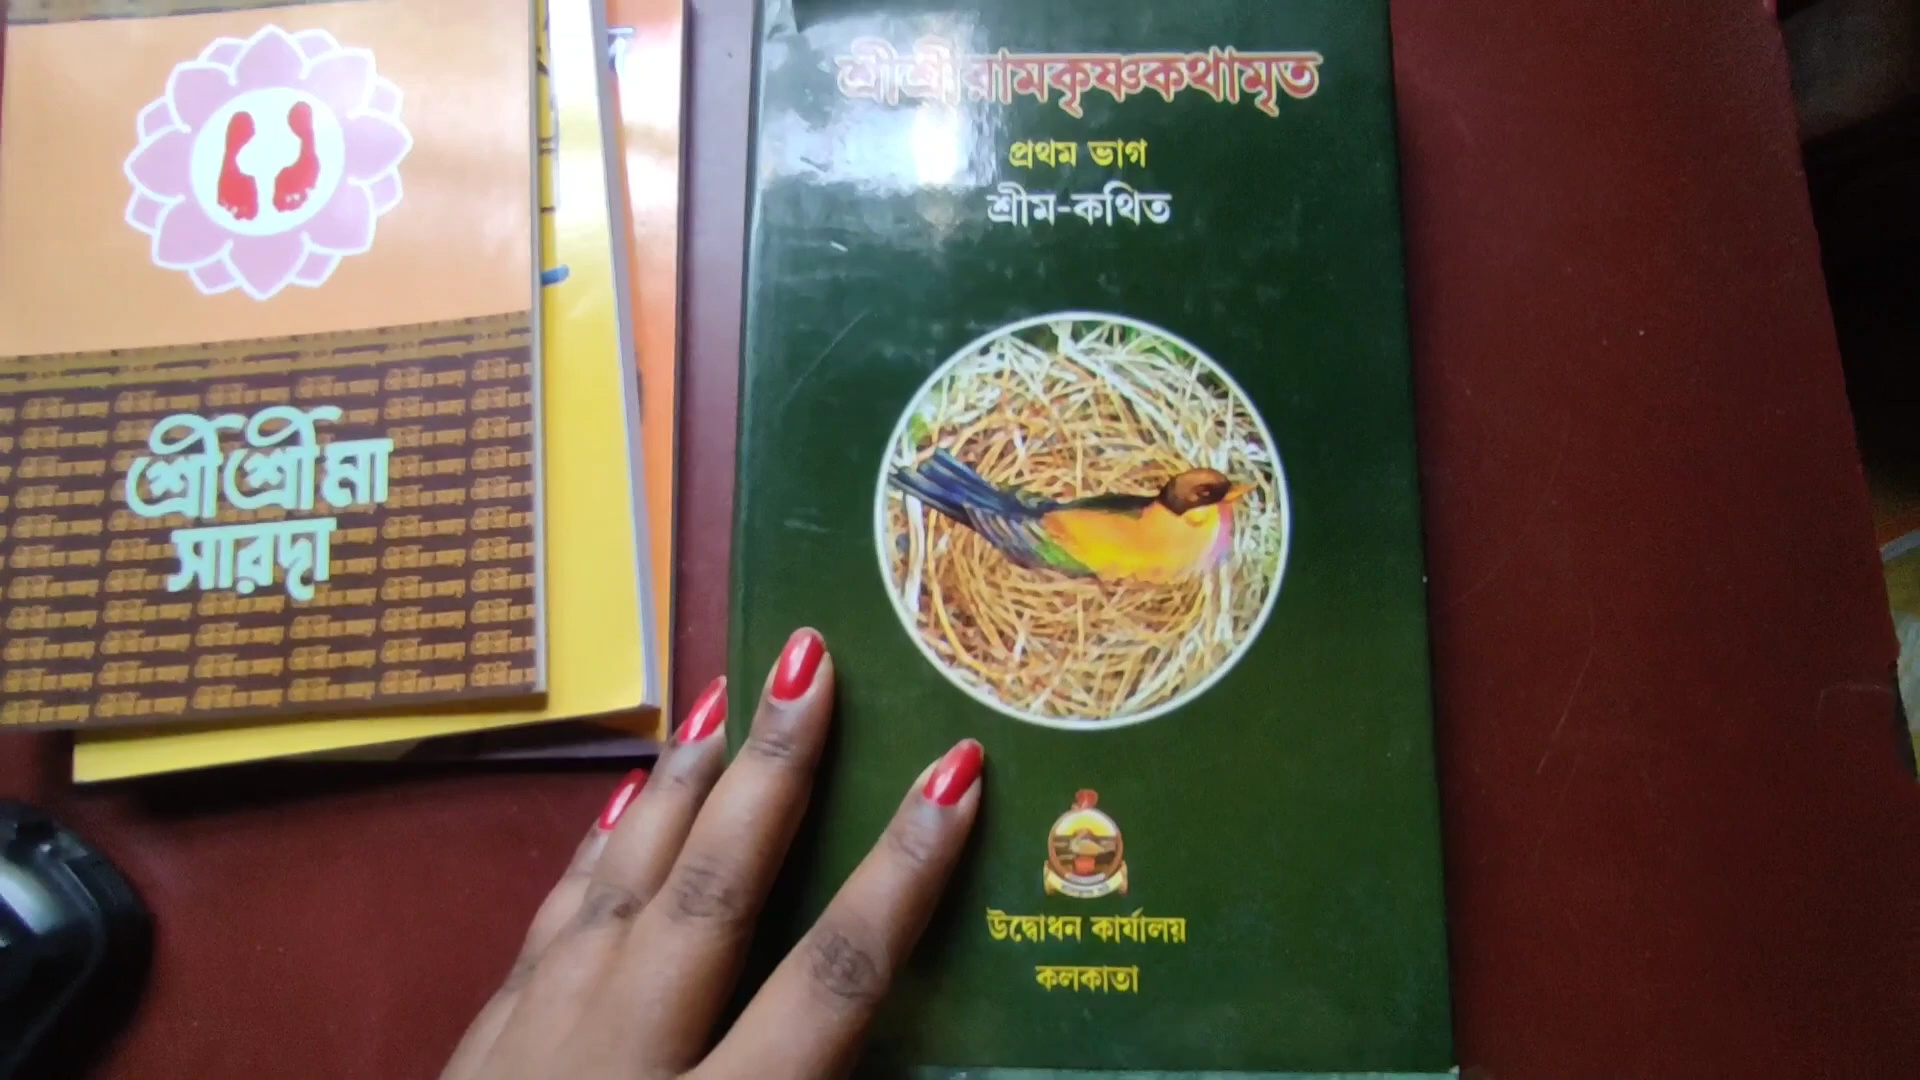 শ্রীশ্রীমা
সারদা
শ্রীশ্রীরামকৃষ্ণকথামৃত
প্রথম ভাগ
শ্রীম-কথিত
উদ্বোধন কার্যালয়
কলকাতা